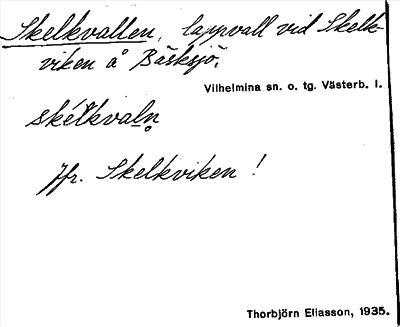 Skelkvallen, lappvall vid Skelk-
viken å Bäsksjö.
Vilhelmina sn. o. tg. Västerb. l.
skélkvaln̥
Jfr. Skelkviken !
Thorbjörn Eliasson, 1935.